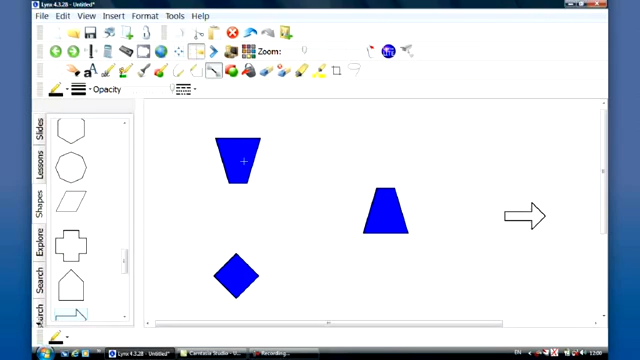 Lynx 4.3.28 - Untitled*
File Edit View Insert Format Tools Help
Zoom:
Opacity
Slides
Lessons
Shapes
Explore
Search
Lynx 4.3.28 - Untitled*
Camtasia Studio - U...
Recording...
EN
12:00